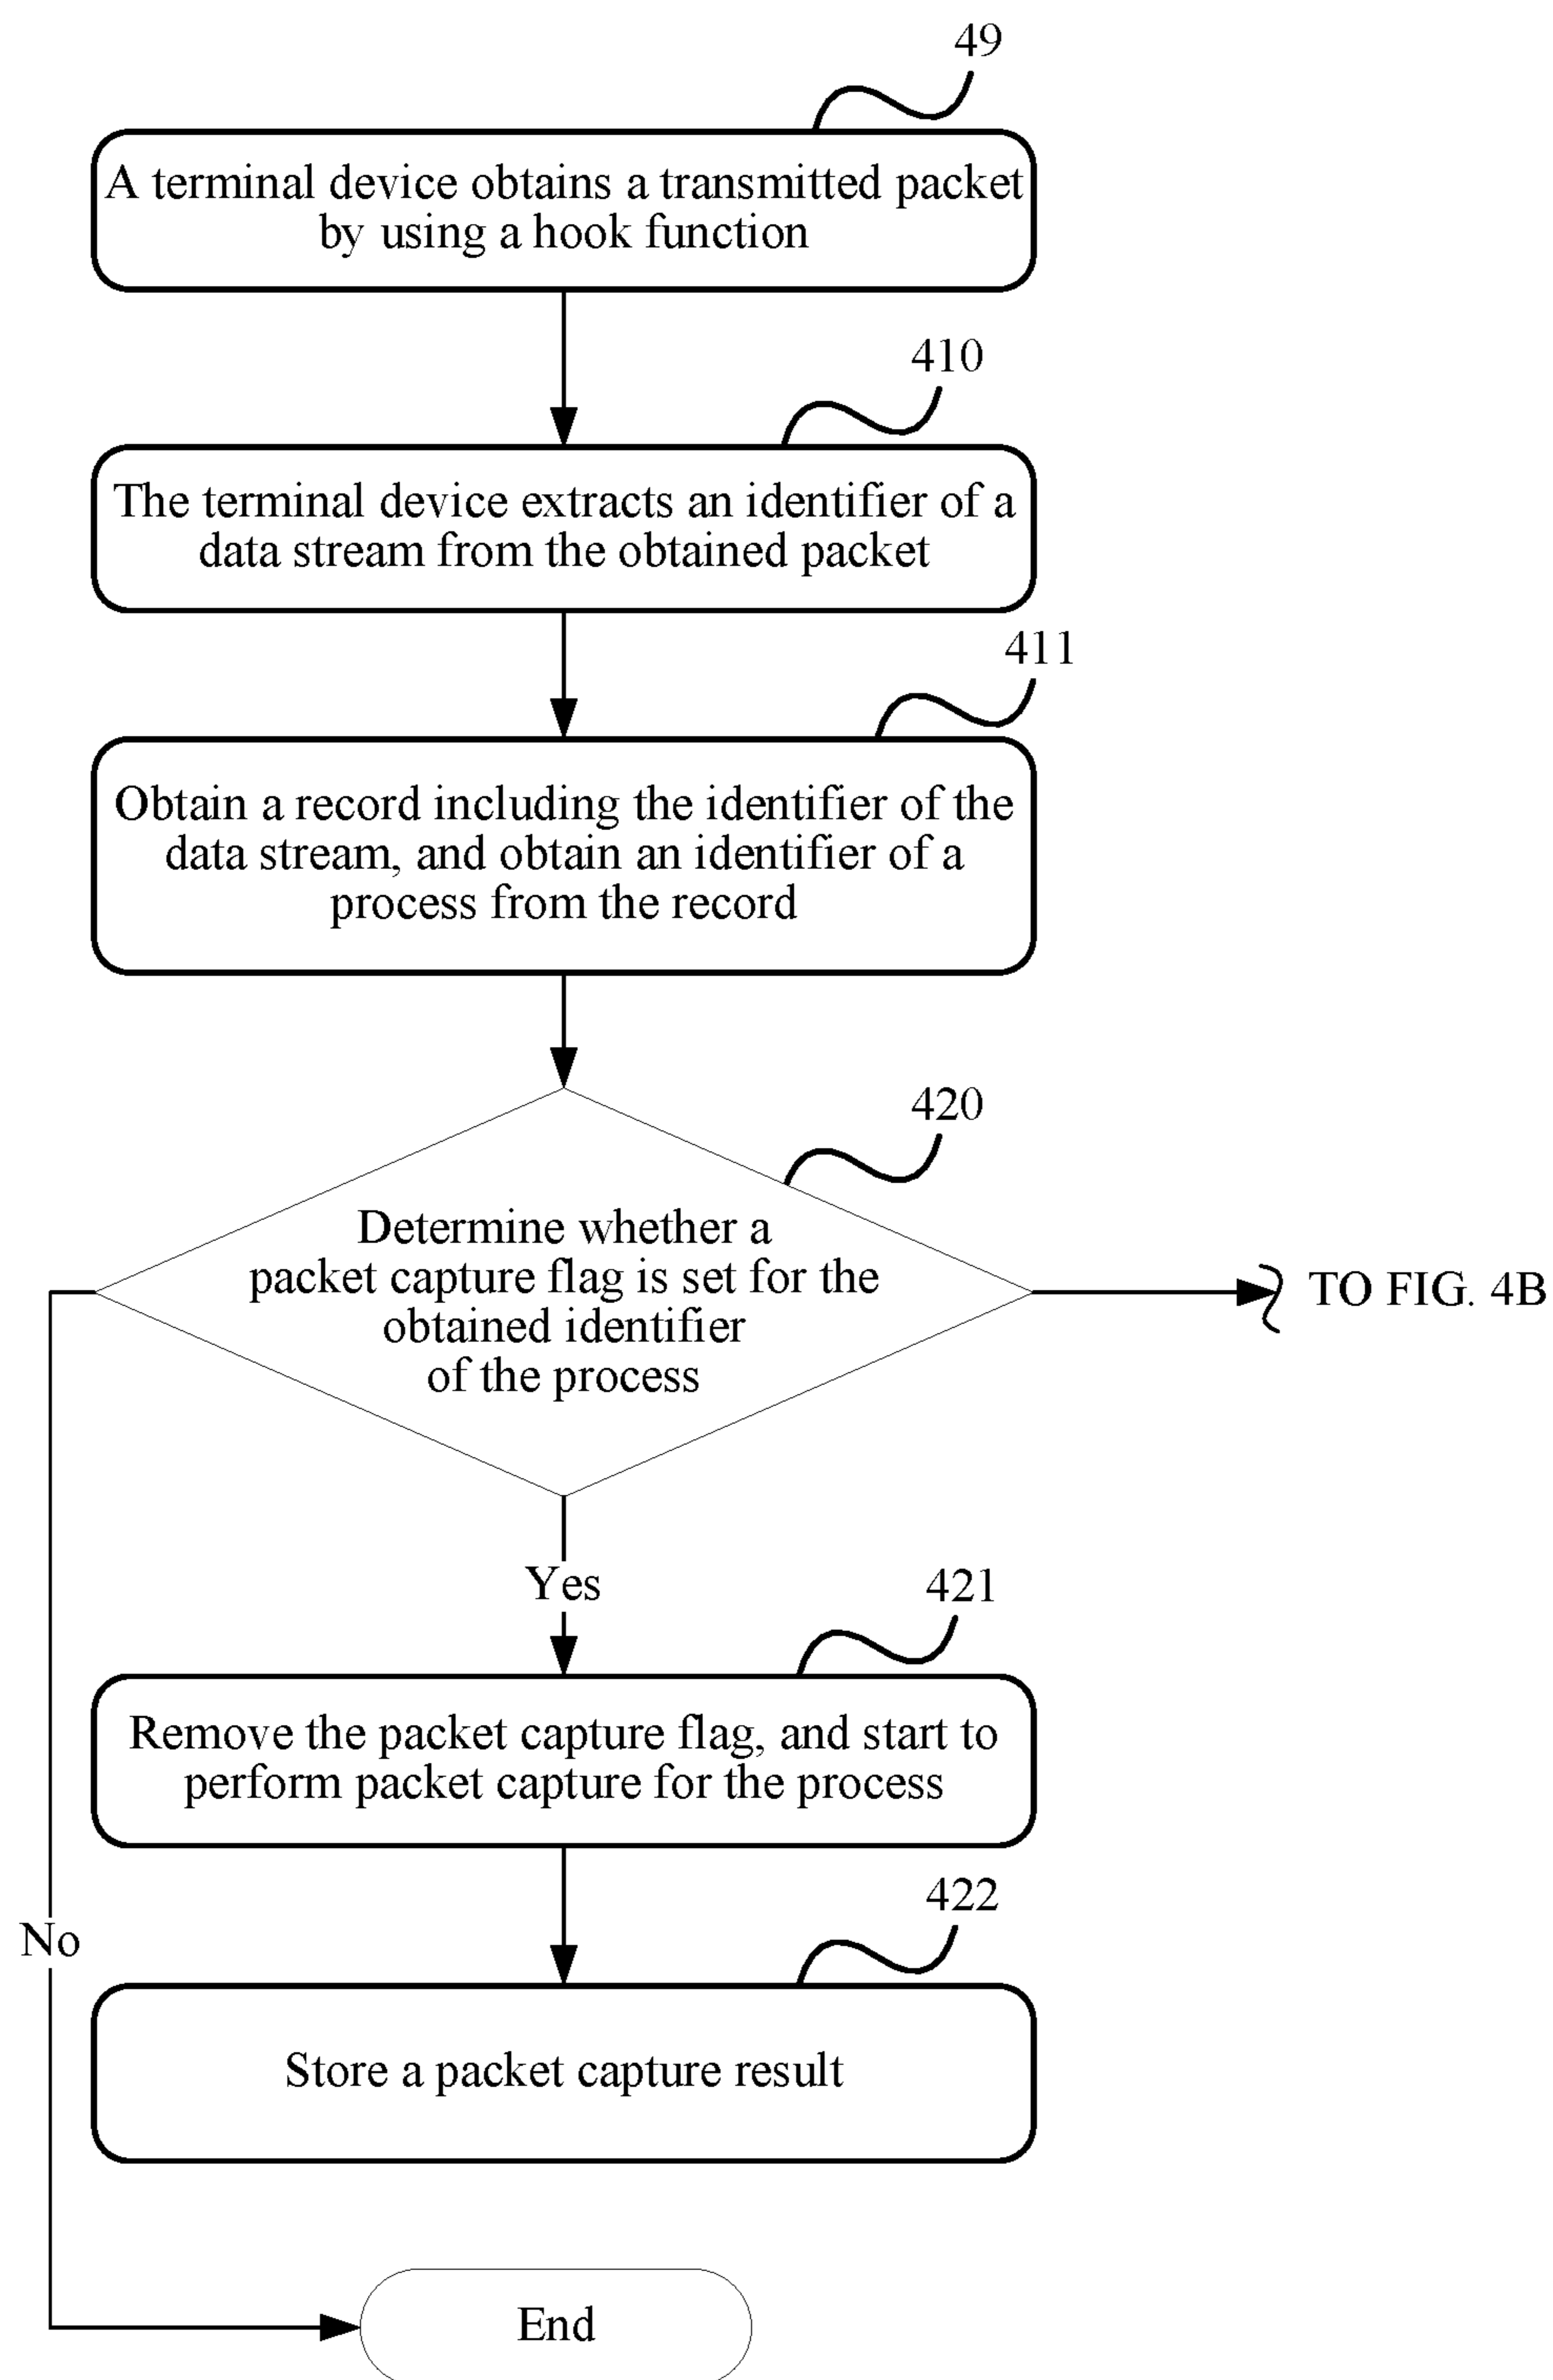 49
A terminal device obtains a transmitted packet
by using a hook function
410
The terminal device extracts an identifier of a
data stream from the obtained packet
411
Obtain a record including the identifier of the
data stream, and obtain an identifier of a
process from the record
420
Determine whether a
packet capture flag is set for the
obtained identifier
of the process
TO FIG. 4B
Yes
421
Remove the packet capture flag, and start to
perform packet capture for the process
422
No
Store a packet capture result
End